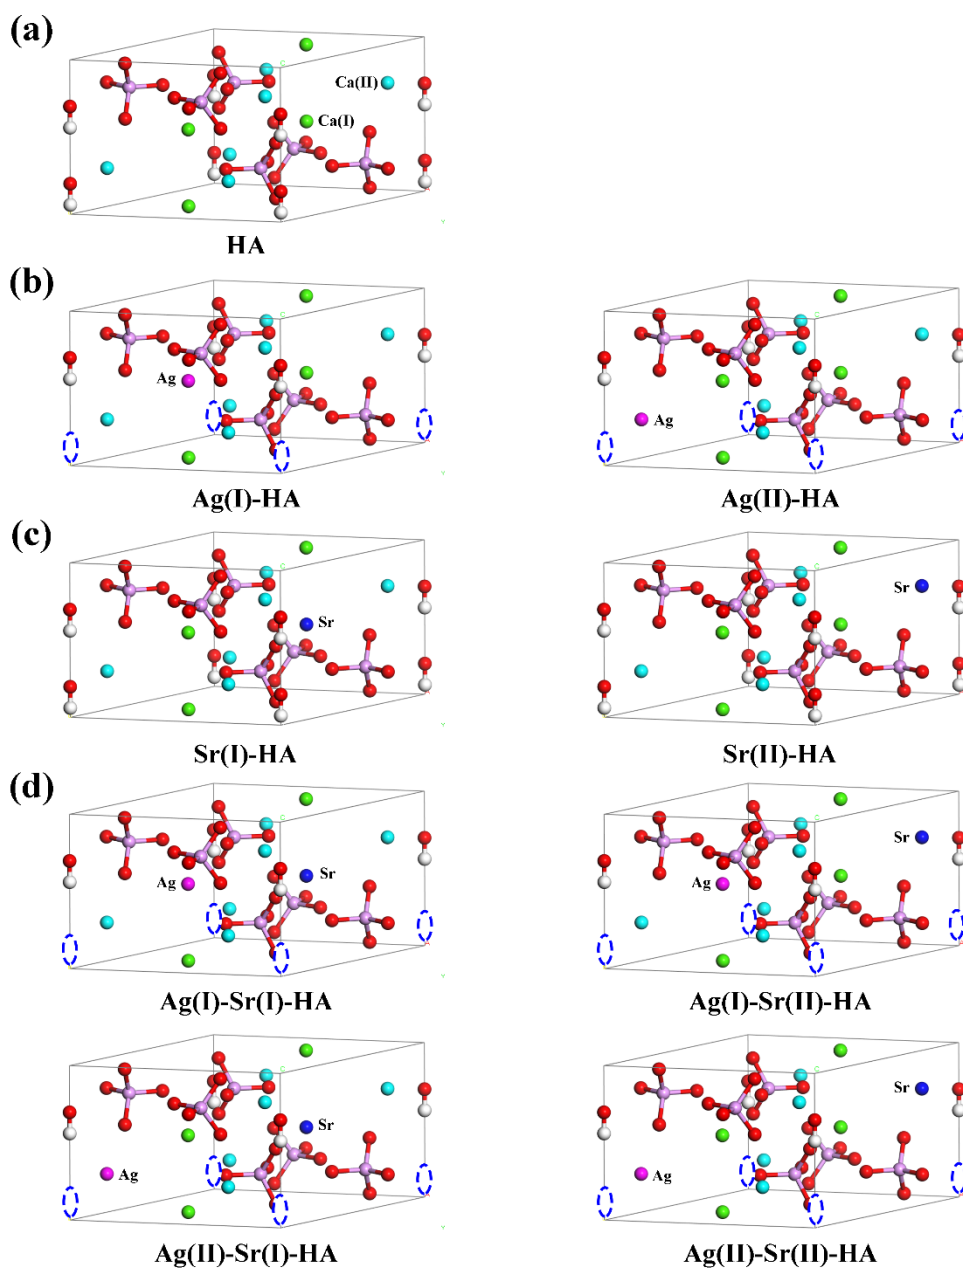 (a)
Ca(II)
Ca(I)
HA
(b)
Ag
Ag
Ag(I)-HA
Ag(II)-HA
(c)
Sr
Sr
Sr(I)-HA
Sr(II)-HA
(d)
Ag
Sr
Ag
Sr
Ag(I)-Sr(I)-HA
Ag(I)-Sr(II)-HA
Ag
Sr
Ag
Sr
Ag(II)-Sr(I)-HA
Ag(II)-Sr(II)-HA